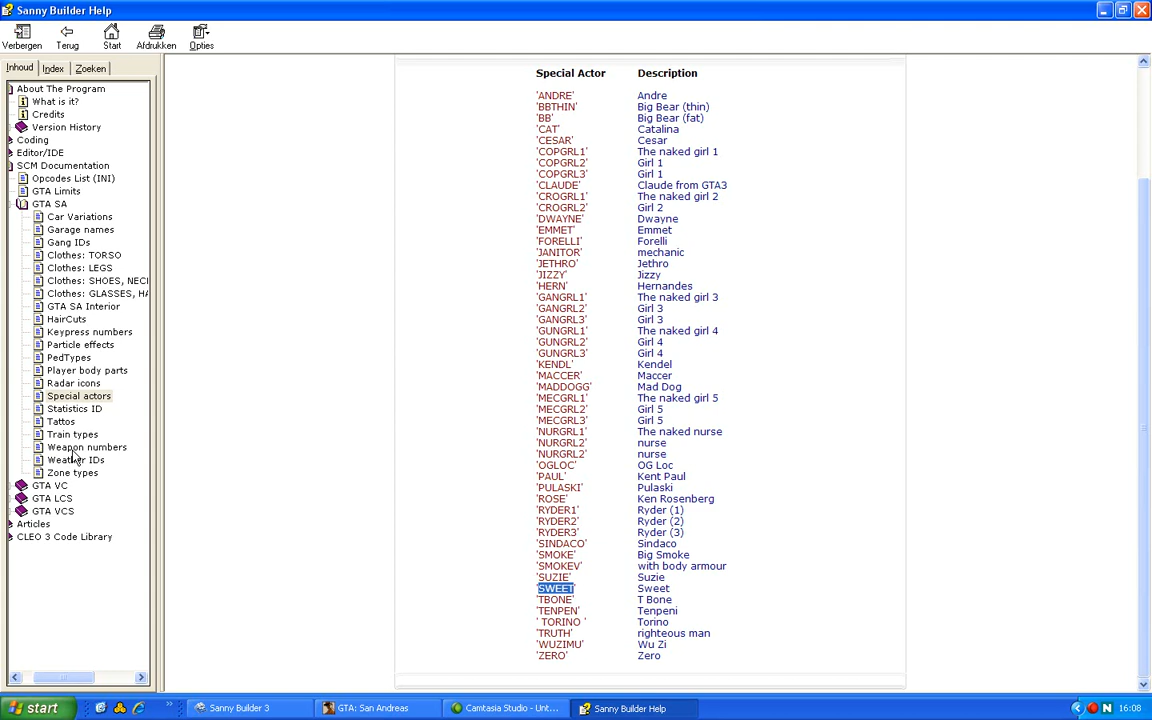 Sanny Builder Help
Verbergen Terug Start Afdrukken Opties
Inhoud Index Zoeken
About The Program
What is it?
Credits
Version History
Coding
Editor/IDE
SCM Documentation
Opcodes List (INI)
GTA Limits
GTA SA
Car Variations
Garage names
Gang IDs
Clothes: TORSO
Clothes: LEGS
Clothes: SHOES, NEC
Clothes: GLASSES, HA
GTA SA Interior
HairCuts
Keypress numbers
Particle effects
PedTypes
Player body parts
Radar icons
Special actors
Statistics ID
Tattos
Train types
Weapon numbers
Weather IDs
Zone types
GTA VC
GTA LCS
GTA VCS
Articles
CLEO 3 Code Library
Special Actor Description
'ANDRE' Andre
'BBTHIN' Big Bear (thin)
'BB' Big Bear (fat)
'CAT' Catalina
'CESAR' Cesar
'COPGRL1' The naked girl 1
'COPGRL2' Girl 1
'COPGRL3' Girl 1
'CLAUDE' Claude from GTA3
'CROGRL1' The naked girl 2
'CROGRL2' Girl 2
'DWAYNE' Dwayne
'EMMET' Emmet
'FORELLI' Forelli
'JANITOR' mechanic
'JETHRO' Jethro
'JIZZY' Jizzy
'HERN' Hernandes
'GANGRL1' The naked girl 3
'GANGRL2' Girl 3
'GANGRL3' Girl 3
'GUNGRL1' The naked girl 4
'GUNGRL2' Girl 4
'GUNGRL3' Girl 4
'KENDL' Kendel
'MACCER' Maccer
'MADDOGG' Mad Dog
'MECGRL1' The naked girl 5
'MECGRL2' Girl 5
'MECGRL3' Girl 5
'NURGRL1' The naked nurse
'NURGRL2' nurse
'NURGRL2' nurse
'OGLOC' OG Loc
'PAUL' Kent Paul
'PULASKI' Pulaski
'ROSE' Ken Rosenberg
'RYDER1' Ryder (1)
'RYDER2' Ryder (2)
'RYDER3' Ryder (3)
'SINDACO' Sindaco
'SMOKE' Big Smoke
'SMOKEV' with body armour
'SUZIE' Suzie
'SWEET' Sweet
'TBONE' T Bone
'TENPEN' Tenpeni
' TORINO ' Torino
'TRUTH' righteous man
'WUZIMU' Wu Zi
'ZERO' Zero
start Sanny Builder 3 GTA: San Andreas Camtasia Studio - Unt... Sanny Builder Help 16:08